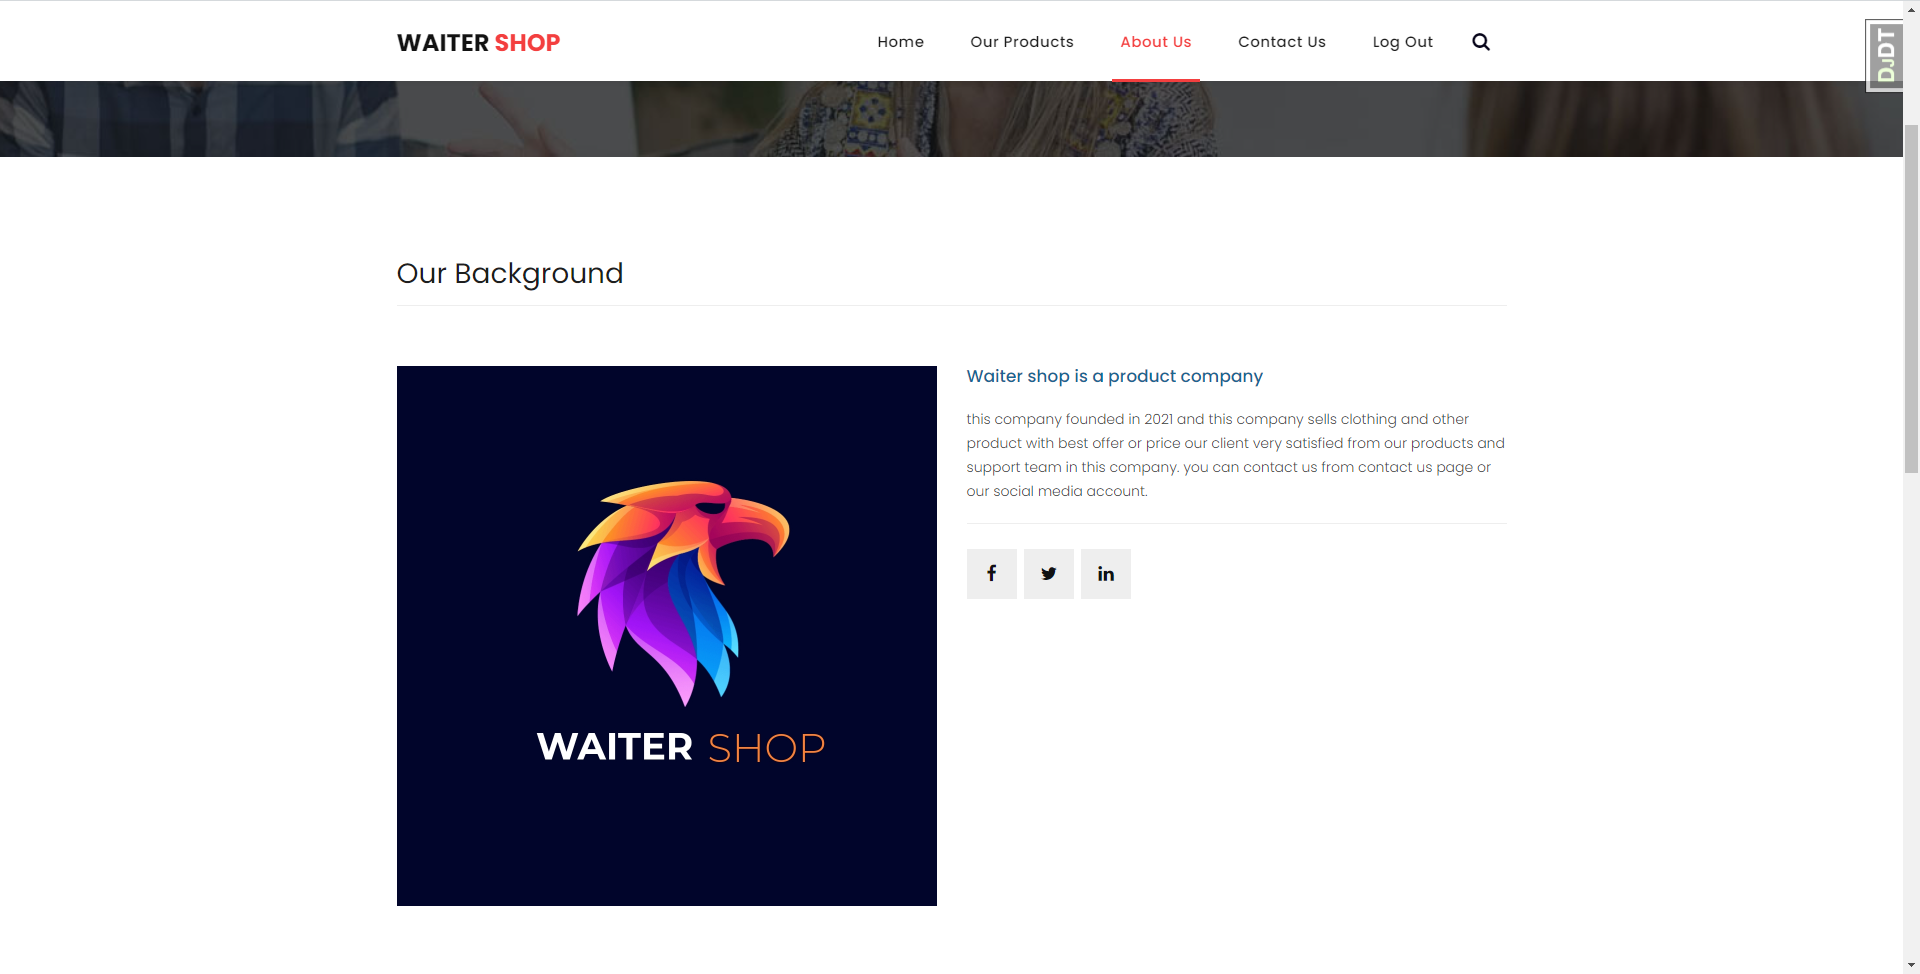 WAITER SHOP
Home
Our Products
About Us
Contact Us
Log Out
DJDT
Our Background
WAITER SHOP
Waiter shop is a product company
this company founded in 2021 and this company sells clothing and other
product with best offer or price our client very satisfied from our products and
support team in this company. you can contact us from contact us page or
our social media account.